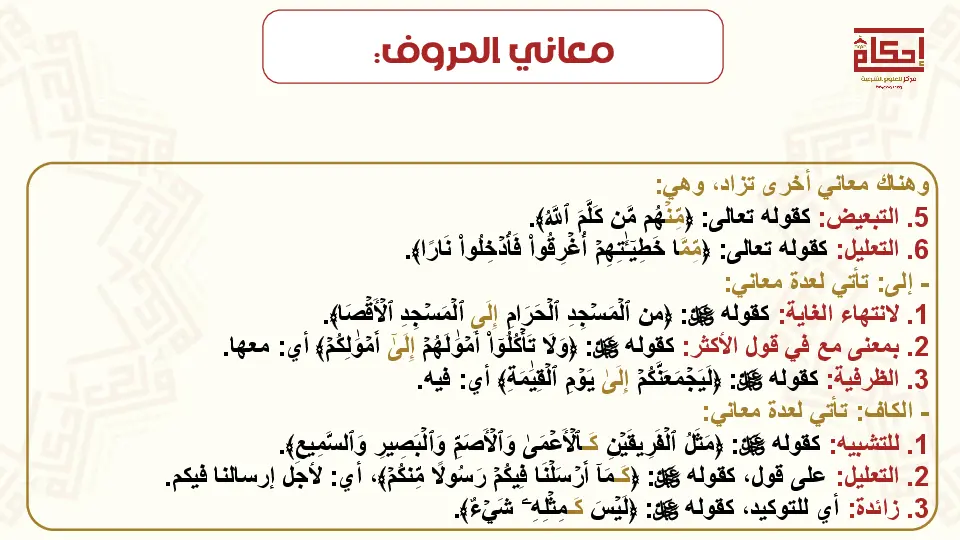 معاني الحروف:
إحكام
مركز للعلوم الشرعية
وهناك معاني أخرى تزاد، وهي:
5. التبعيض: كقوله تعالى: ﴿مِّنۡهُم مَّن كَلَّمَ ٱللَّهُ﴾.
6. التعليل: كقوله تعالى: ﴿مِّمَّا خَطِيٓـَٰٔتِهِمۡ أُغۡرِقُواْ فَأُدۡخِلُواْ نَارًا﴾.
- إلى: تأتي لعدة معاني:
1. لانتهاء الغاية: كقوله ﷻ: ﴿من ٱلۡمَسۡجِدِ ٱلۡحَرَامِ إِلَى ٱلۡمَسۡجِدِ ٱلۡأَقۡصَا﴾.
2. بمعنى مع في قول الأكثر: كقوله ﷻ: ﴿وَلَا تَأۡكُلُوٓاْ أَمۡوَٰلَهُمۡ إِلَىٰٓ أَمۡوَٰلِكُمۡ﴾ أي: معها.
3. الظرفية: كقوله ﷻ: ﴿لَيَجۡمَعَنَّكُمۡ إِلَىٰ يَوۡمِ ٱلۡقِيَٰمَةِ﴾ أي: فيه.
- الكاف: تأتي لعدة معاني:
1. للتشبيه: كقوله ﷻ: ﴿مَثَلُ ٱلۡفَرِيقَيۡنِ كَٱلۡأَعۡمَىٰ وَٱلۡأَصَمِّ وَٱلۡبَصِيرِ وَٱلسَّمِيعِ﴾.
2. التعليل: على قول، كقوله ﷻ: ﴿كَمَآ أَرۡسَلۡنَا فِيكُمۡ رَسُولٗا مِّنكُمۡ﴾، أي: لأجل إرسالنا فيكم.
3. زائدة: أي للتوكيد، كقوله ﷻ: ﴿لَيۡسَ كَمِثۡلِهِۦ شَيۡءٞ﴾.